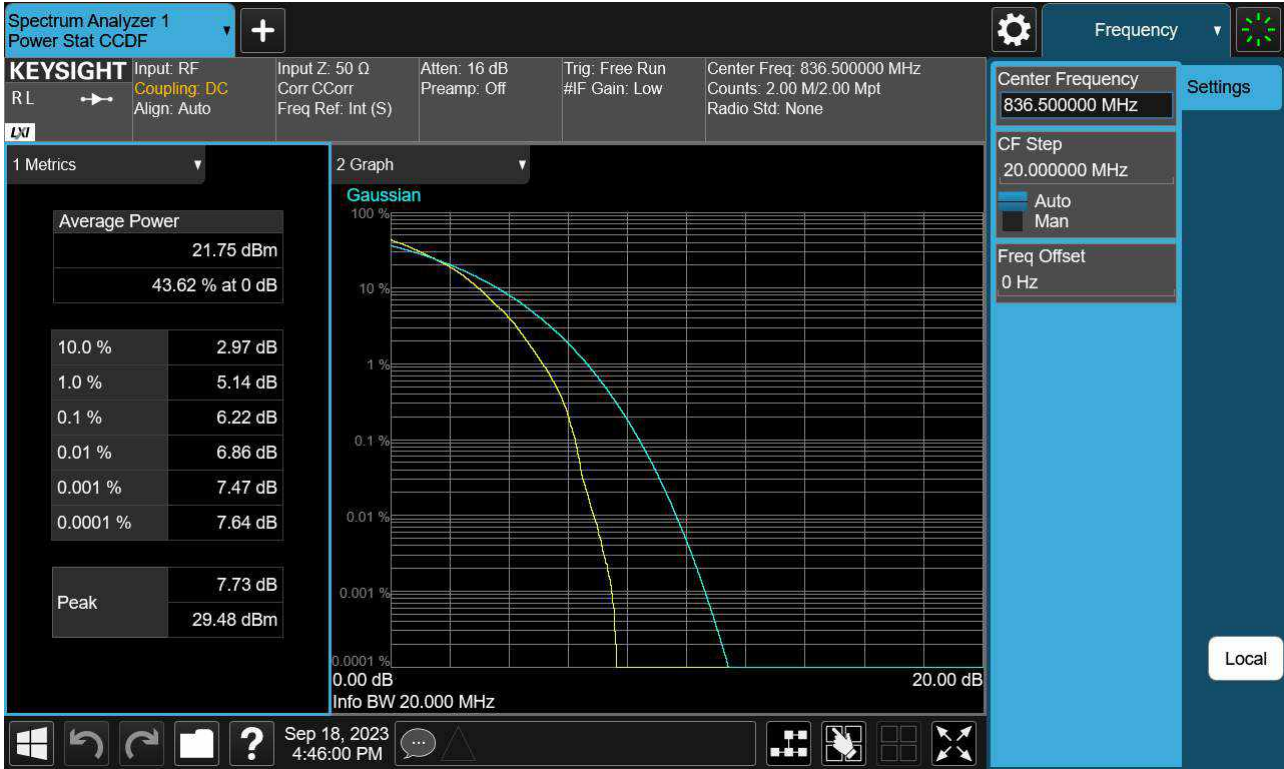 Spectrum Analyzer 1
Power Stat CCDF
+
Frequency
KEYSIGHT
R L
LXI
Input: RF
Coupling: DC
Align: Auto
Input Z: 50 Ω
Corr CCorr
Freq Ref: Int (S)
Atten: 16 dB
Preamp: Off
Trig: Free Run
#IF Gain: Low
Center Freq: 836.500000 MHz
Counts: 2.00 M/2.00 Mpt
Radio Std: None
Center Frequency
836.500000 MHz
Settings
CF Step
20.000000 MHz
Auto
Man
Freq Offset
0 Hz
Local
1 Metrics
Average Power
21.75 dBm
43.62 % at 0 dB
10.0 % 2.97 dB
1.0 % 5.14 dB
0.1 % 6.22 dB
0.01 % 6.86 dB
0.001 % 7.47 dB
0.0001 % 7.64 dB
Peak
7.73 dB
29.48 dBm
2 Graph
Gaussian
100 %
10 %
1 %
0.1 %
0.01 %
0.001 %
0.0001 %
0.00 dB 20.00 dB
Info BW 20.000 MHz
?
Sep 18, 2023
4:46:00 PM